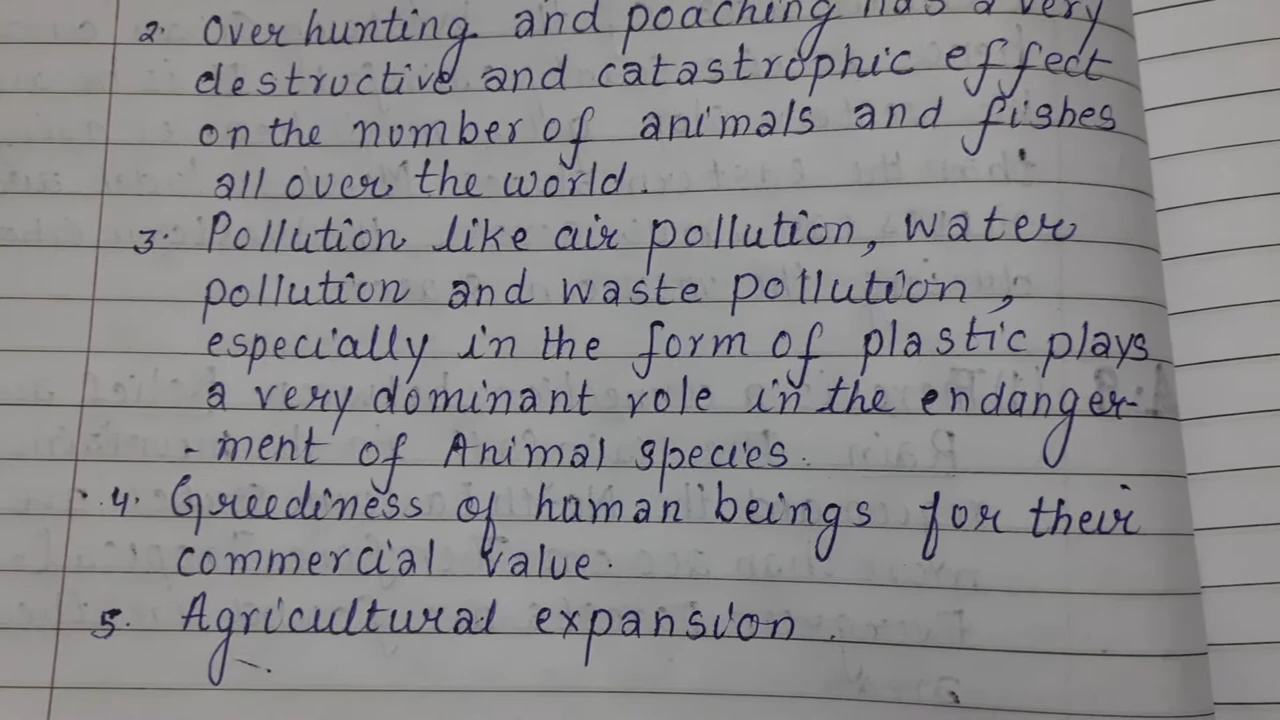 2. Over hunting and poaching has a very
destructive and catastrophic effect
on the number of animals and fishes
all over the world.
3. Pollution like air pollution, water
pollution and waste pollution,
especially in the form of plastic plays
a very dominant role in the endanger-
-ment of Animal species.
4. Greediness of human beings for their
commercial value.
5. Agricultural expansion.